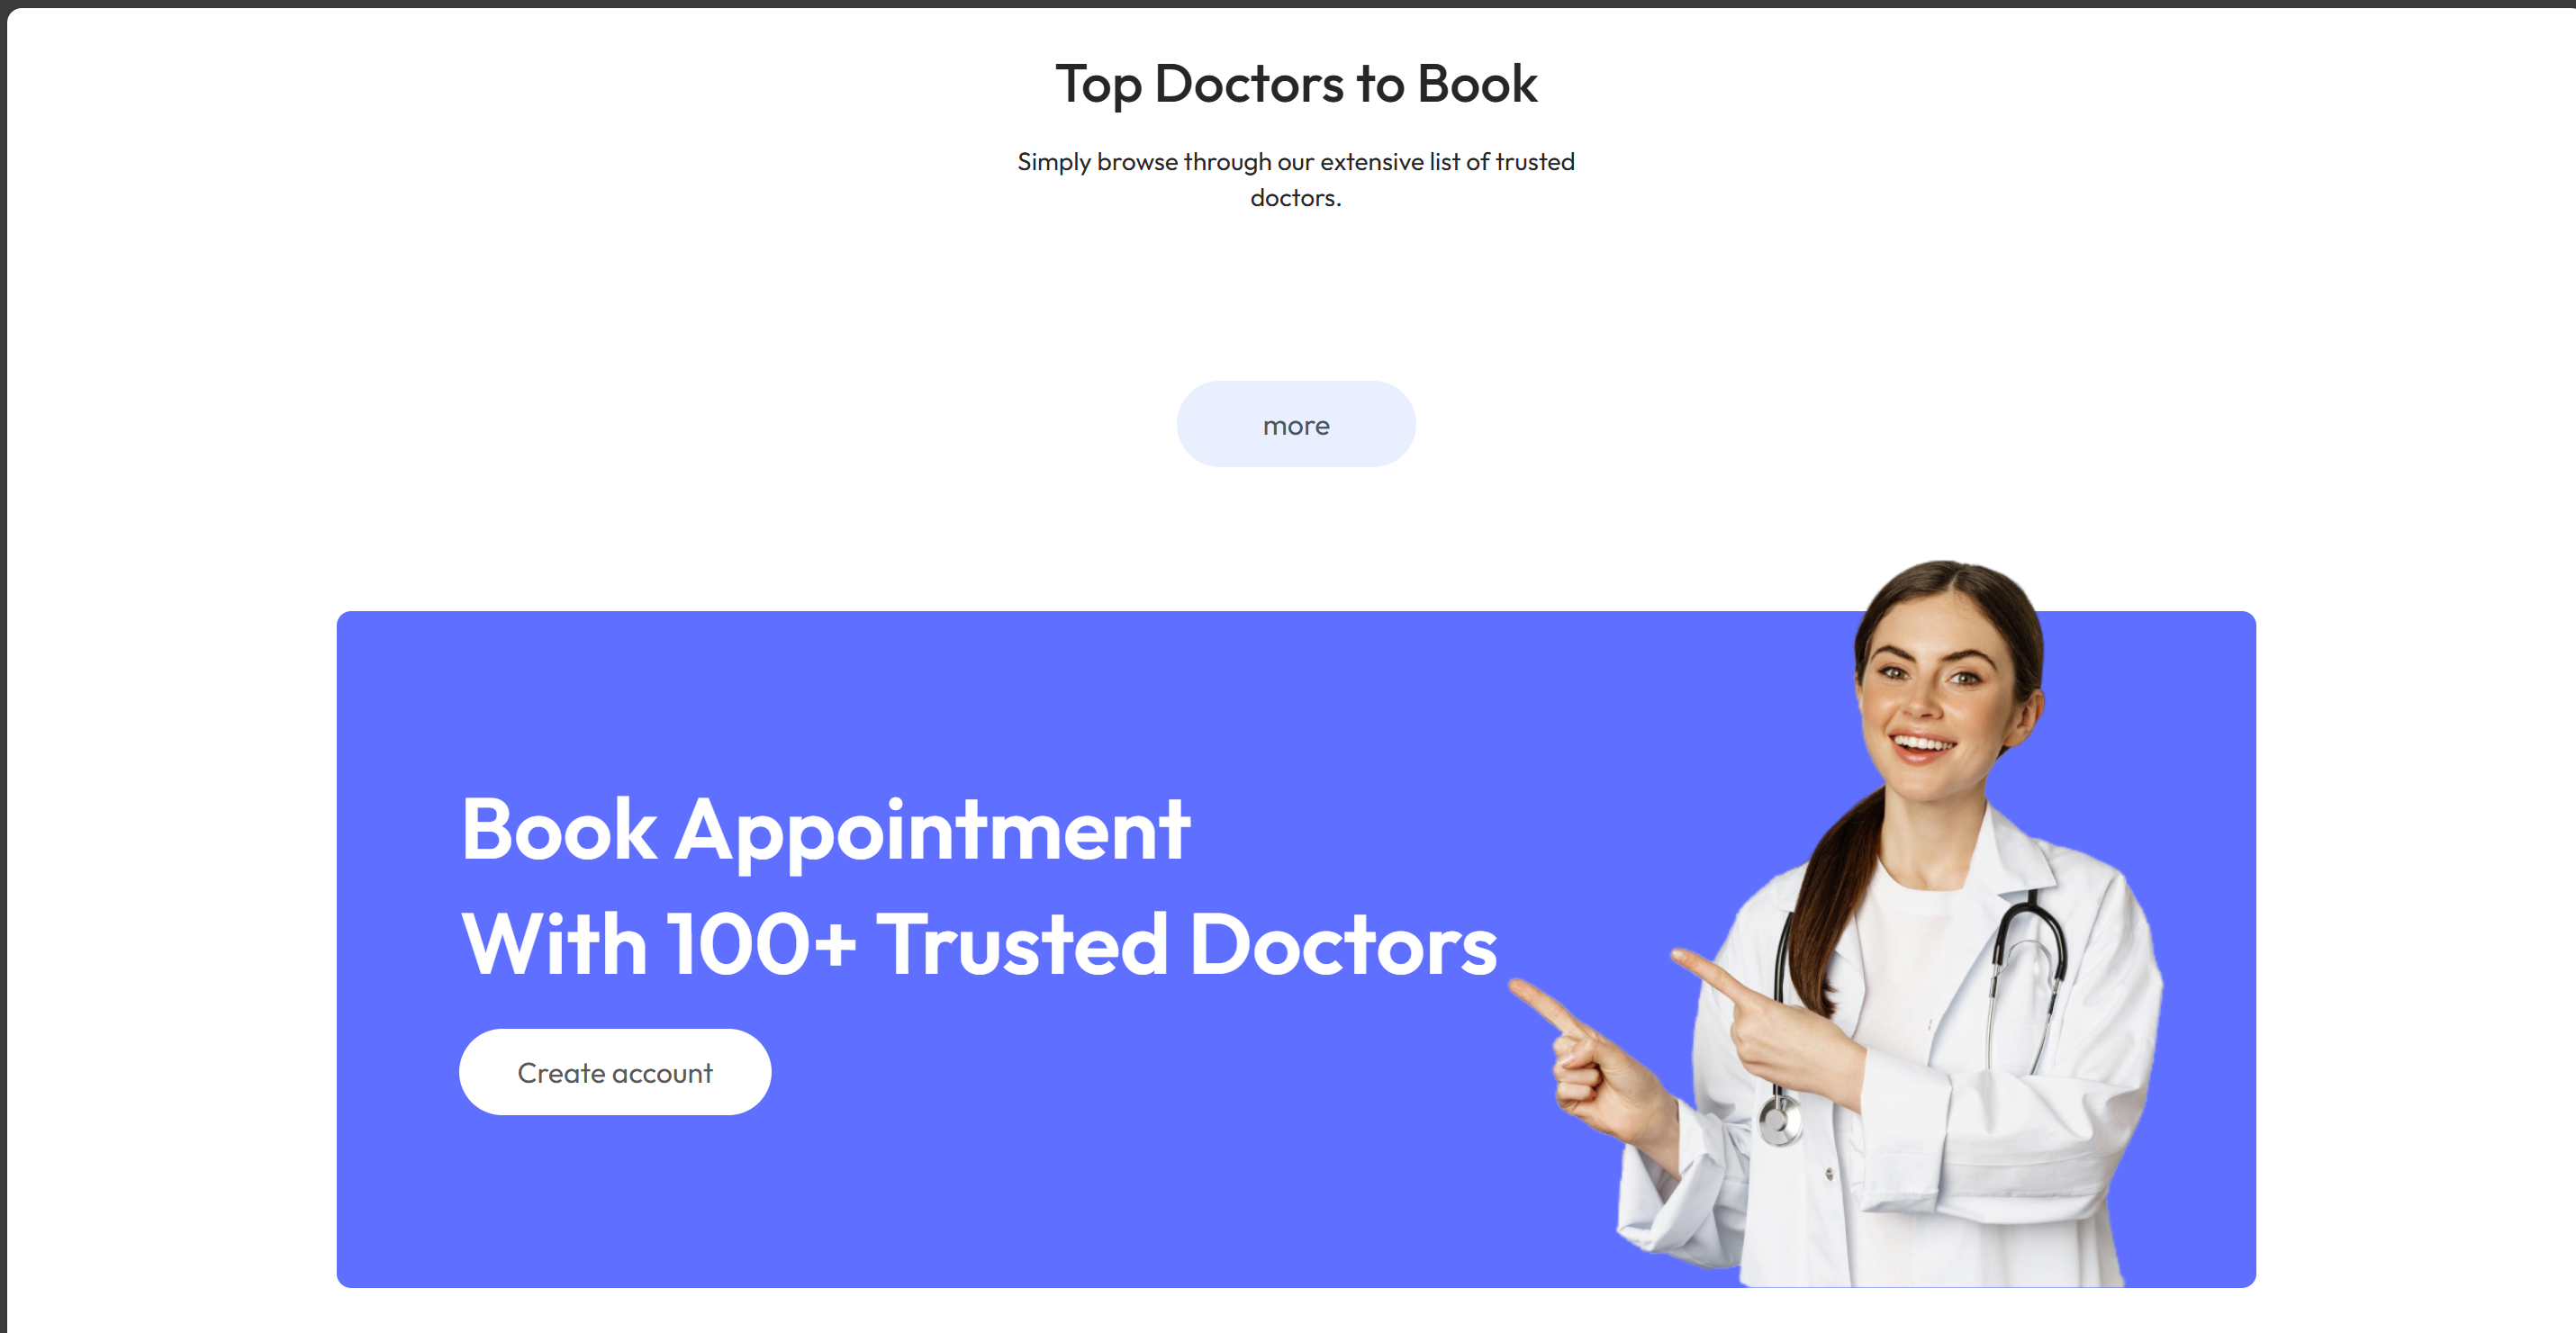 Top Doctors to Book
Simply browse through our extensive list of trusted
doctors.
more
Book Appointment
With 100+ Trusted Doctors
Create account